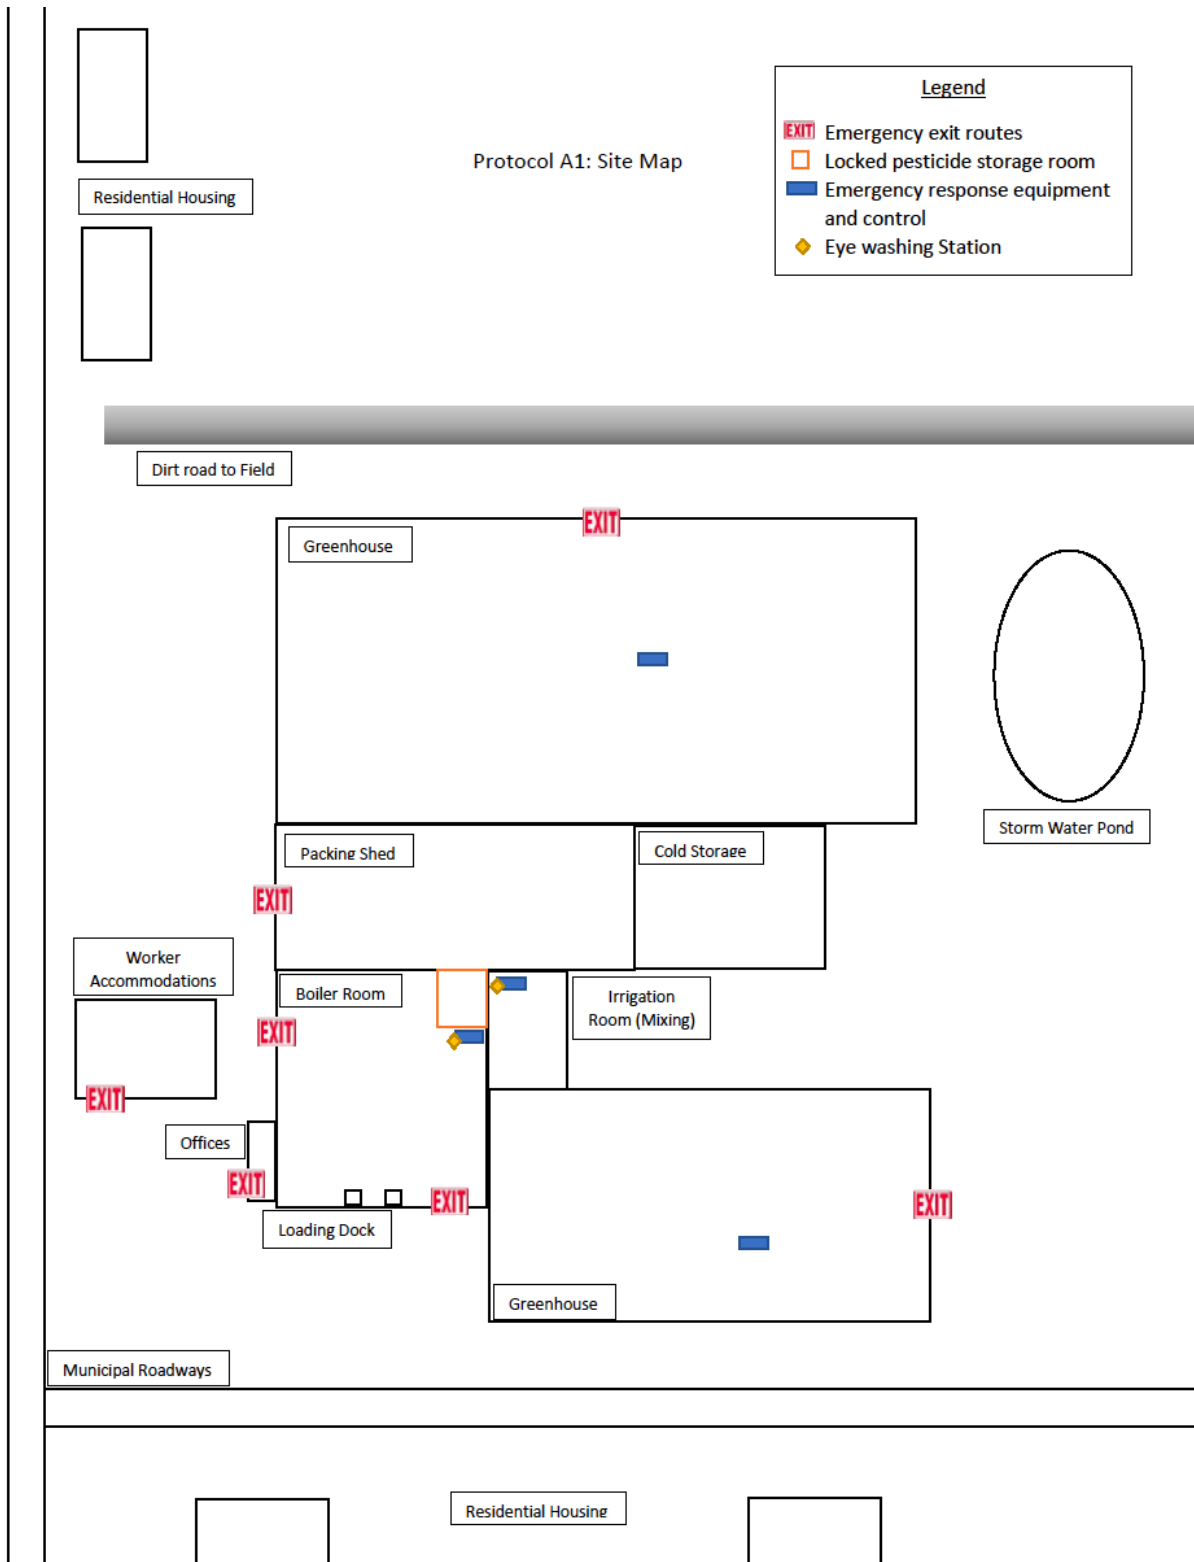 Legend
EXIT Emergency exit routes
Protocol A1: Site Map
Locked pesticide storage room
Emergency response equipment
and control
Eye washing Station
Residential Housing
Dirt road to Field
EXIT
Greenhouse
Storm Water Pond
Packing Shed
Cold Storage
EXIT
Worker
Accommodations
Boiler Room
Irrigation
Room (Mixing)
EXIT
EXIT
Offices
EXIT
EXIT
EXIT
Loading Dock
Greenhouse
Municipal Roadways
Residential Housing